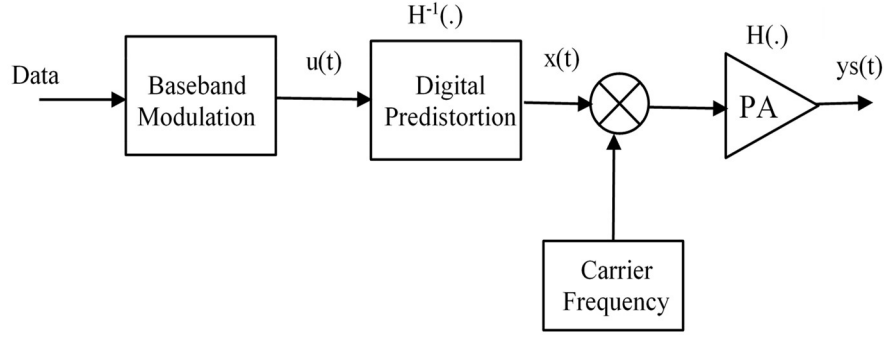 H⁻¹(.)
H(.)
Data
Baseband
Modulation
u(t)
Digital
Predistortion
x(t)
PA
ys(t)
Carrier
Frequency